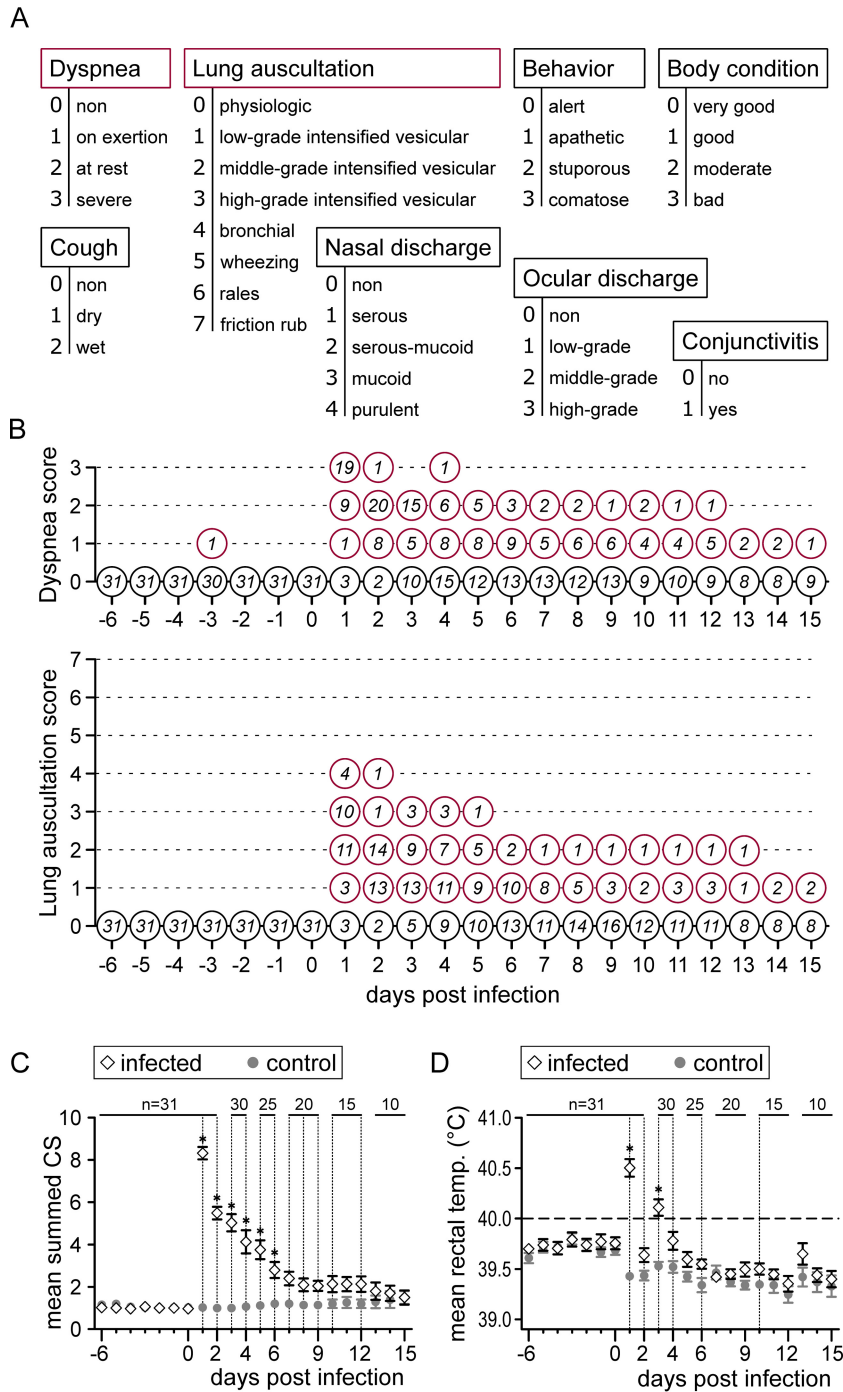 A
Dyspnea
0 non
1 on exertion
2 at rest
3 severe
Lung auscultation
0 physiologic
1 low-grade intensified vesicular
2 middle-grade intensified vesicular
3 high-grade intensified vesicular
4 bronchial
5 wheezing
6 rales
7 friction rub
Behavior
0 alert
1 apathetic
2 stuporous
3 comatose
Body condition
0 very good
1 good
2 moderate
3 bad
Cough
0 non
1 dry
2 wet
Nasal discharge
0 non
1 serous
2 serous-mucoid
3 mucoid
4 purulent
Ocular discharge
0 non
1 low-grade
2 middle-grade
3 high-grade
Conjunctivitis
0 no
1 yes
B
Dyspnea score
3 19 1 1
2 9 20 15 6 5 3 2 2 1 2 1 1
1 1 1 8 5 8 8 9 5 6 6 4 4 5 2 2 1
0 31 31 31 30 31 31 31 3 2 10 15 12 13 13 12 13 9 10 9 8 8 9
-6 -5 -4 -3 -2 -1 0 1 2 3 4 5 6 7 8 9 10 11 12 13 14 15
Lung auscultation score
7
6
5
4 4 1
3 10 1 3 3 1
2 11 14 9 7 5 2 1 1 1 1 1 1 1
1 3 13 13 11 9 10 8 5 3 2 3 3 1 2 2
0 31 31 31 31 31 31 31 3 2 5 9 10 13 11 14 16 12 11 11 8 8 8
-6 -5 -4 -3 -2 -1 0 1 2 3 4 5 6 7 8 9 10 11 12 13 14 15
days post infection
C
infected control
n=31 30 25 20 15 10
mean summed CS
10
8
6
4
2
0
* * * * * *
-6 0 2 4 6 9 12 15
days post infection
D
infected control
n=31 30 25 20 15 10
mean rectal temp. (°C)
41.0
40.5
40.0
39.5
39.0
* *
-6 0 2 4 6 9 12 15
days post infection